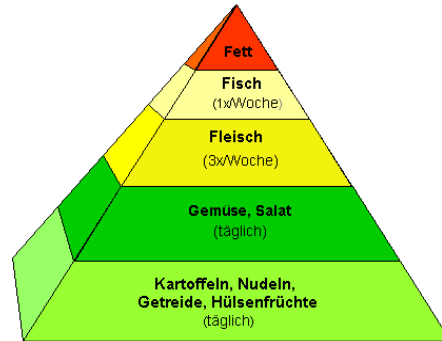 Fett
Fisch
(1x/Woche)
Fleisch
(3x/Woche)
Gemüse, Salat
(täglich)
Kartoffeln, Nudeln,
Getreide, Hülsenfrüchte
(täglich)